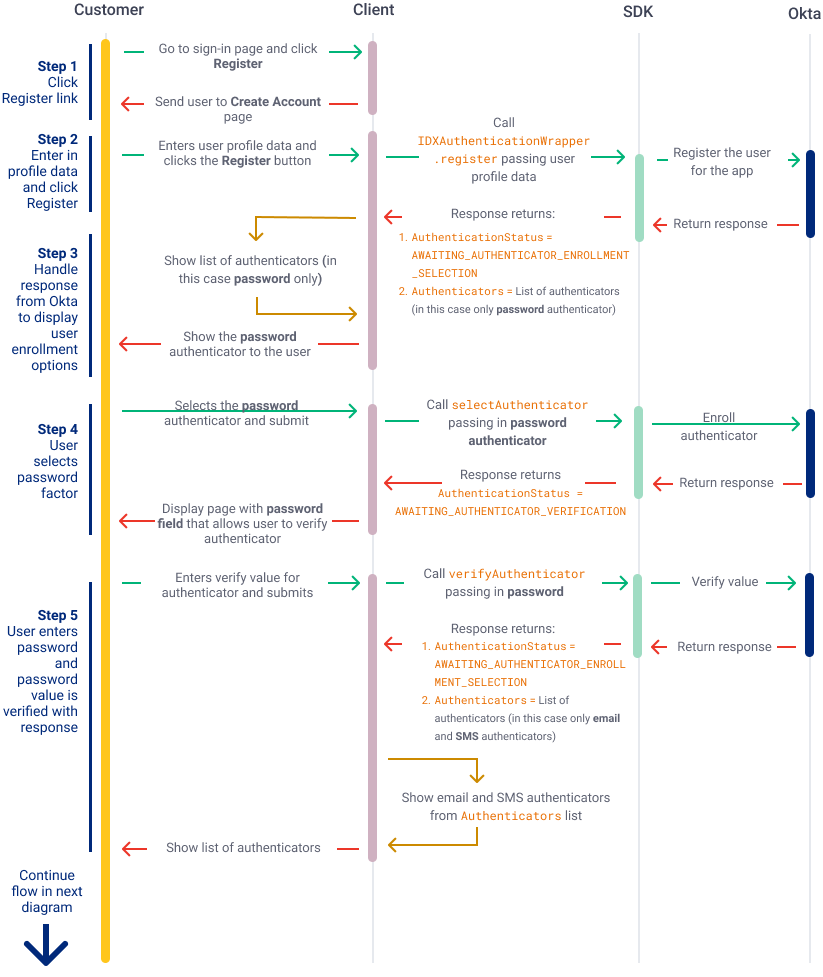 Customer
Client
SDK
Okta
Step 1
Click
Register link
Go to sign-in page and click
Register
Send user to Create Account
page
Step 2
Enter in
profile data
and click
Register
Enters user profile data and
clicks the Register button
Call
IDXAuthenticationWrapper
.register passing user
profile data
Register the user
for the app
Return response
Response returns:
1. AuthenticationStatus =
AWAITING_AUTHENTICATOR_ENROLLMENT
_SELECTION
2. Authenticators = List of authenticators
(in this case only password authenticator)
Step 3
Handle
response
from Okta
to display
user
enrollment
options
Show list of authenticators (in
this case password only)
Show the password
authenticator to the user
Step 4
User
selects
password
factor
Selects the password
authenticator and submit
Call selectAuthenticator
passing in password
authenticator
Enroll
authenticator
Return response
Response returns
AuthenticationStatus =
AWAITING_AUTHENTICATOR_VERIFICATION
Display page with password
field that allows user to verify
authenticator
Step 5
User enters
password
and
password
value is
verified with
response
Enters verify value for
authenticator and submits
Call verifyAuthenticator
passing in password
Verify value
Return response
Response returns:
1. AuthenticationStatus =
AWAITING_AUTHENTICATOR_ENROLL
MENT_SELECTION
2. Authenticators = List of
authenticators (in this case only email
and SMS authenticators)
Show email and SMS authenticators
from Authenticators list
Show list of authenticators
Continue
flow in next
diagram